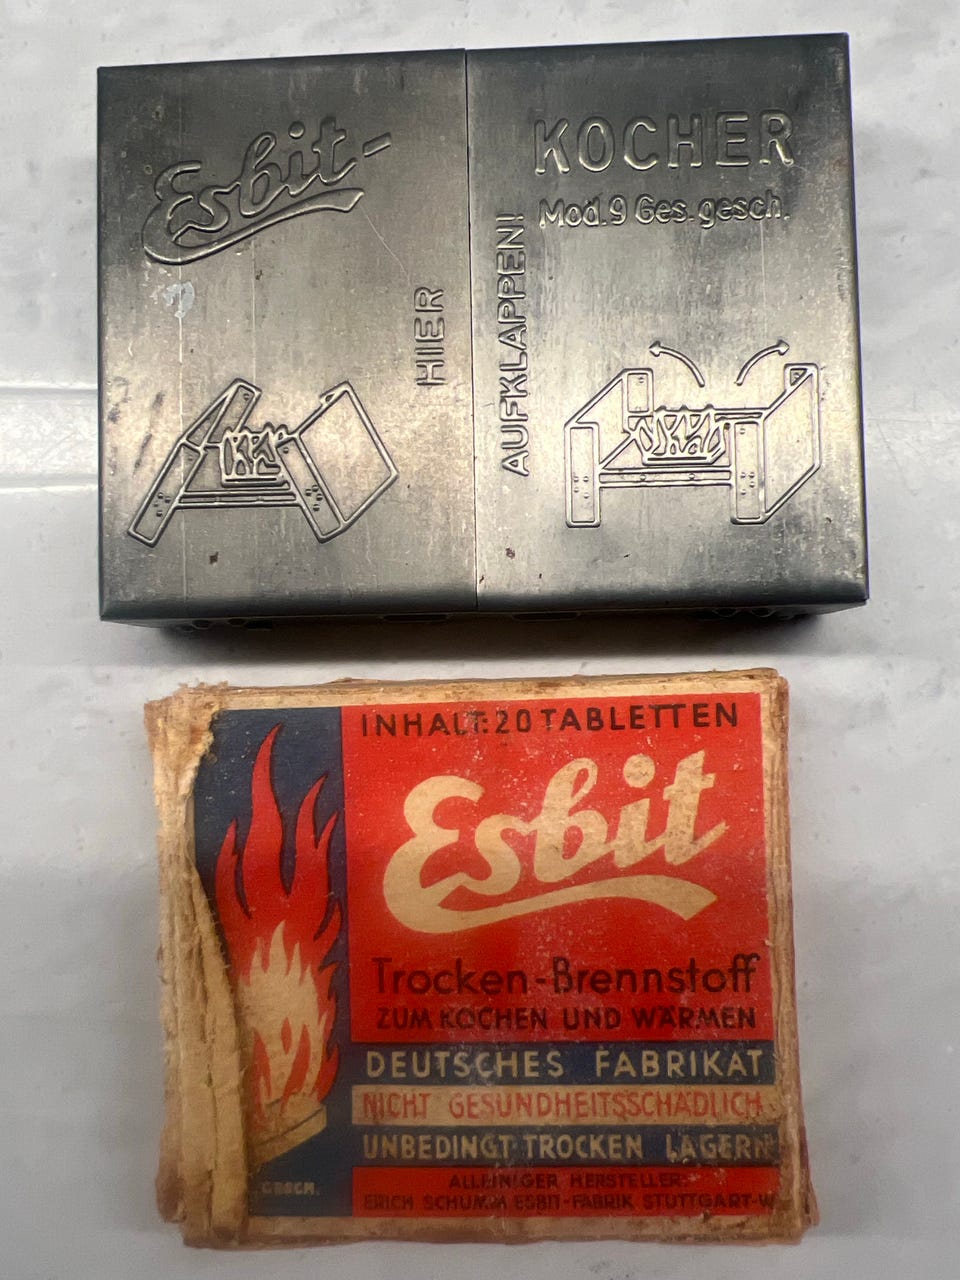 Esbit-
KOCHER
Mod.9 Ges. gesch.
HIER
AUFKLAPPEN!
INHALT: 20 TABLETTEN
Esbit
Trocken-Brennstoff
ZUM KOCHEN UND WÄRMEN
DEUTSCHES FABRIKAT
NICHT GESUNDHEITSSCHÄDLICH
UNBEDINGT TROCKEN LAGERN
GESCH.
ALLEINIGER HERSTELLER:
ERICH SCHUMM ESBIT-FABRIK STUTTGART-W